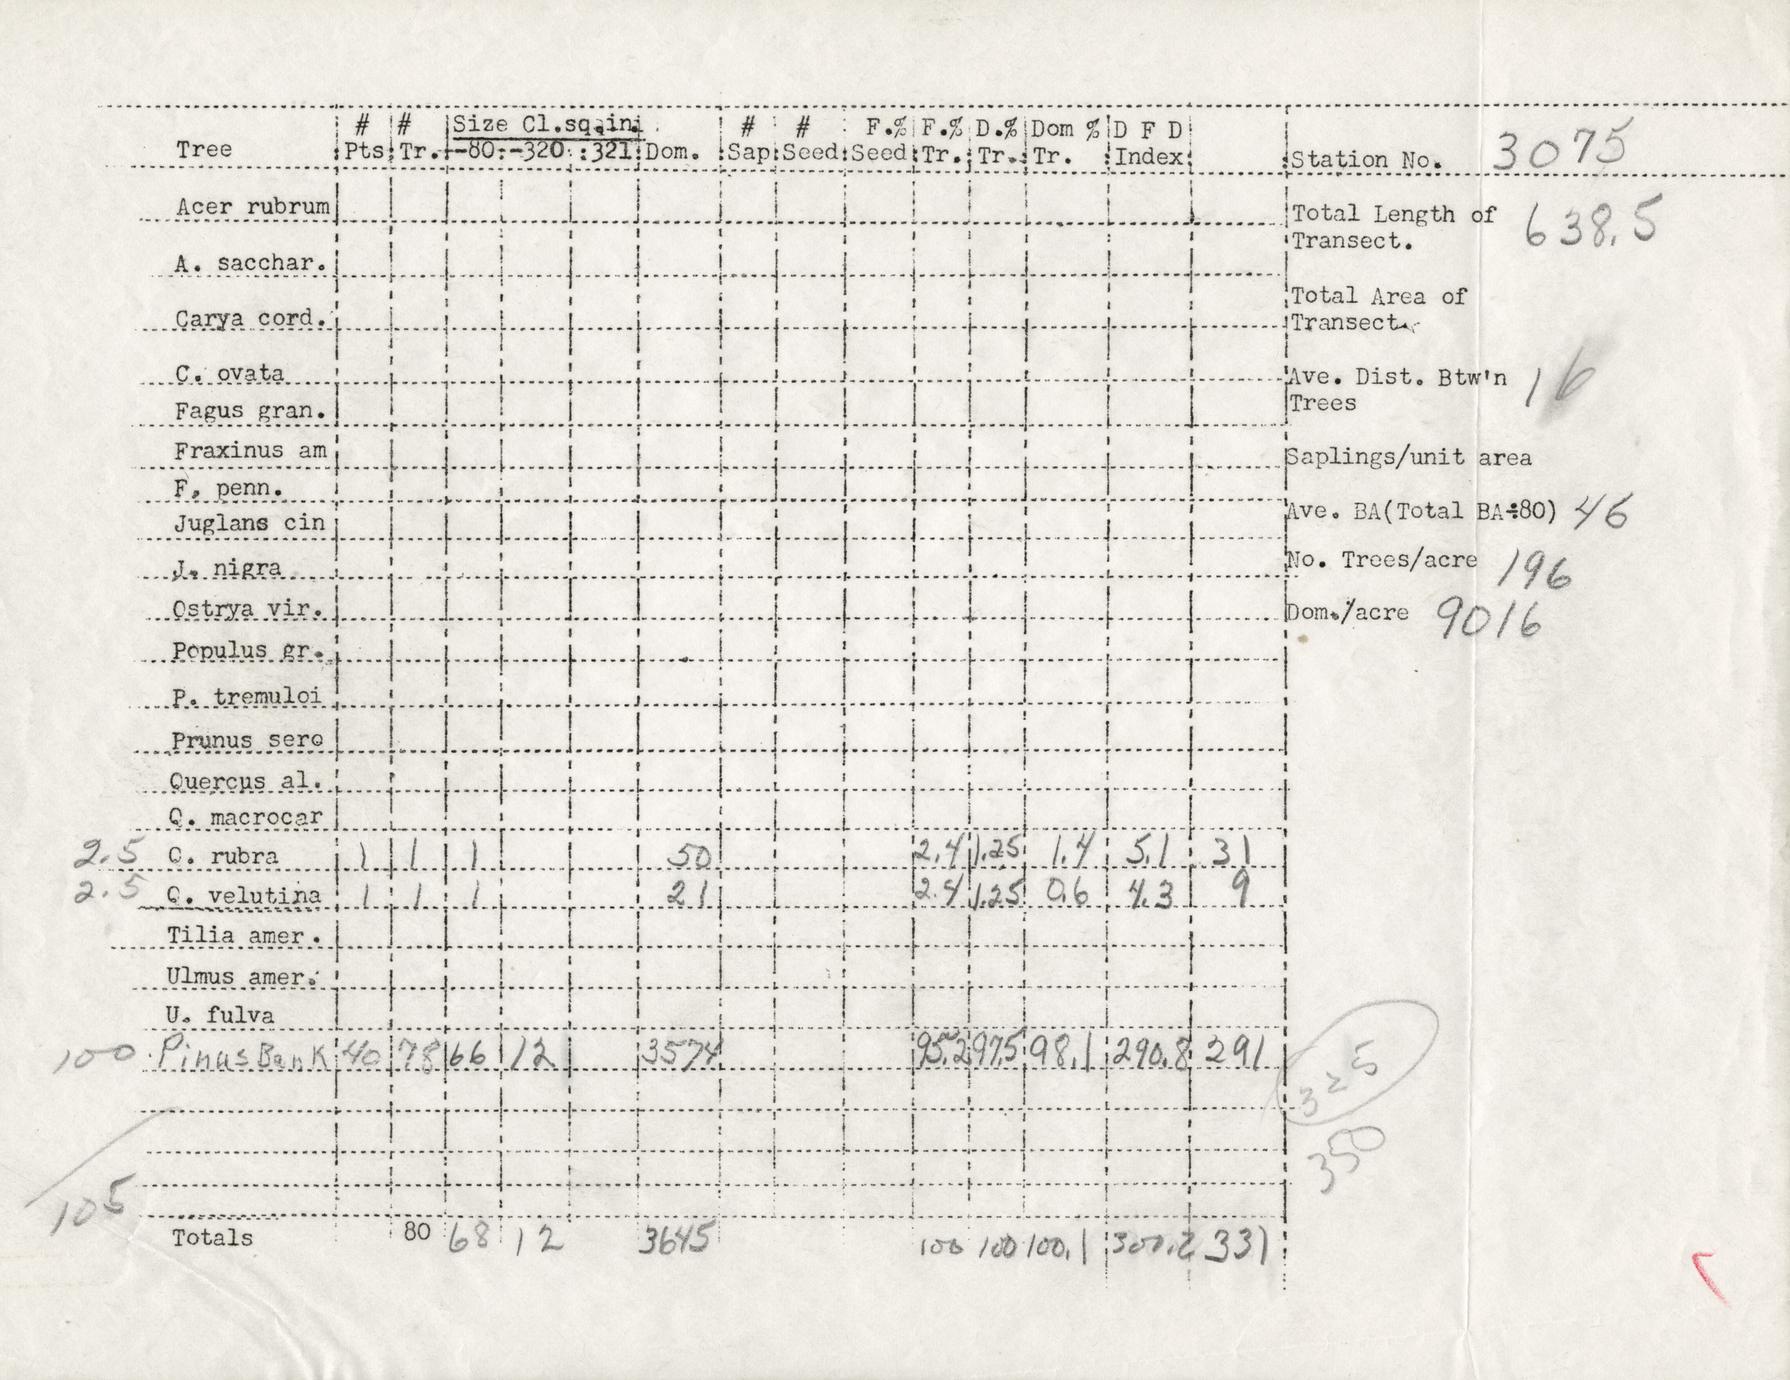 # # Size Cl.sq.in. # # F.% F.% D.% Dom % D F D
Tree Pts Tr. -80 -320 321 Dom. Sap Seed Seed Tr. Tr. Tr. Index Station No. 3075
Acer rubrum Total Length of 638.5
Transect.
A. sacchar.
Total Area of
Carya cord. Transect.
C. ovata Ave. Dist. Btw'n 16
Fagus gran. Trees
Fraxinus am Saplings/unit area
F. penn.
Juglans cin Ave. BA(Total BA÷80) 46
J. nigra No. Trees/acre 196
Ostrya vir. Dom./acre 9016
Populus gr.
P. tremuloi
Prunus sero
Quercus al.
Q. macrocar
2.5 Q. rubra 1 1 1 50 2.4 1.25 1.4 5.1 31
2.5 Q. velutina 1 1 1 21 2.4 1.25 0.6 4.3 9
Tilia amer.
Ulmus amer.
U. fulva
100 Pinus Bank 40 78 66 12 3574 95.2 97.5 98.1 290.8 291
325
350
105
Totals 80 68 12 3645 100 100 100.1 300.2 331